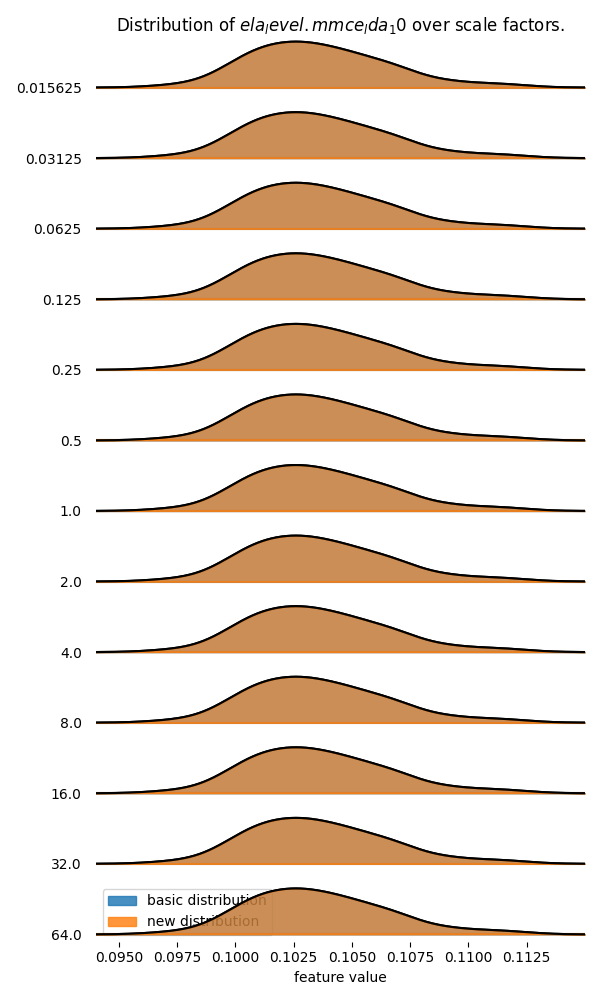 Distribution of elaₗevel.mmceₗda₁0 over scale factors.
0.015625
0.03125
0.0625
0.125
0.25
0.5
1.0
2.0
4.0
8.0
16.0
32.0
basic distribution
new distribution
64.0
0.0950 0.0975 0.1000 0.1025 0.1050 0.1075 0.1100 0.1125
feature value